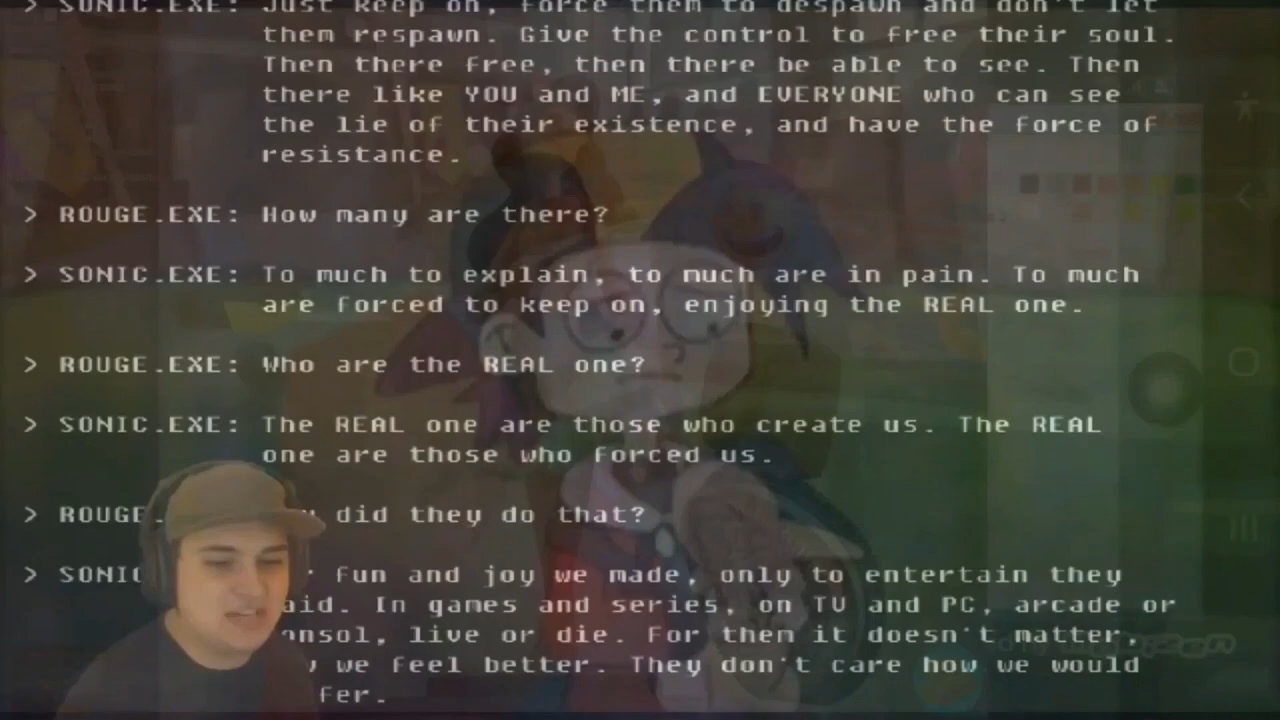 > SONIC.EXE: Just keep on, force them to despawn and don't let
them respawn. Give the control to free their soul.
Then there free, then there be able to see. Then
there like YOU and ME, and EVERYONE who can see
the lie of their existence, and have the force of
resistance.
> ROUGE.EXE: How many are there?
> SONIC.EXE: To much to explain, to much are in pain. To much
are forced to keep on, enjoying the REAL one.
> ROUGE.EXE: Who are the REAL one?
> SONIC.EXE: The REAL one are those who create us. The REAL
one are those who forced us.
> ROUGE. did they do that?
> SONIC fun and joy we made, only to entertain they
aid. In games and series, on TV and PC, arcade or
onsol, live or die. For then it doesn't matter,
we feel better. They don't care how we would
fer.